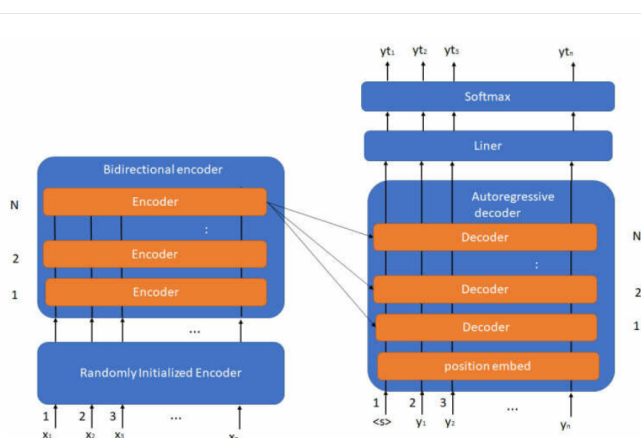 yt₁ yt₂ yt₃ ytₙ
Softmax
Liner
Bidirectional encoder
N Encoder
:
2 Encoder
1 Encoder
...
Randomly Initialized Encoder
1 2 3 ...
x₁ x₂ x₃
Autoregressive
decoder
Decoder N
:
Decoder 2
Decoder 1
position embed
1 2 3 ...
<s> y₁ y₂ yₙ